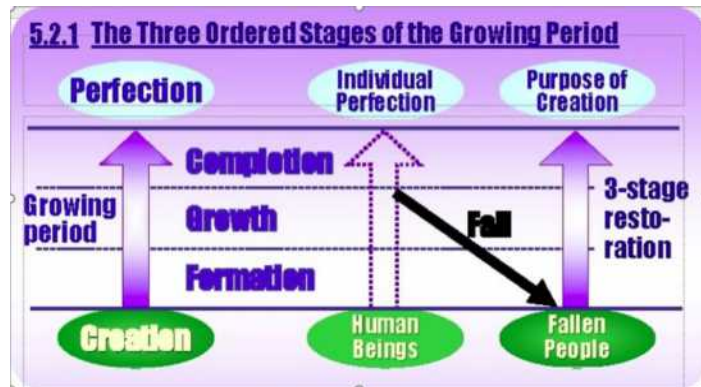 5.2.1 The Three Ordered Stages of the Growing Period
Perfection
Individual
Perfection
Purpose of
Creation
Completion
Growing
period
Growth
Formation
Fall
3-stage
resto-
ration
Creation
Human
Beings
Fallen
People